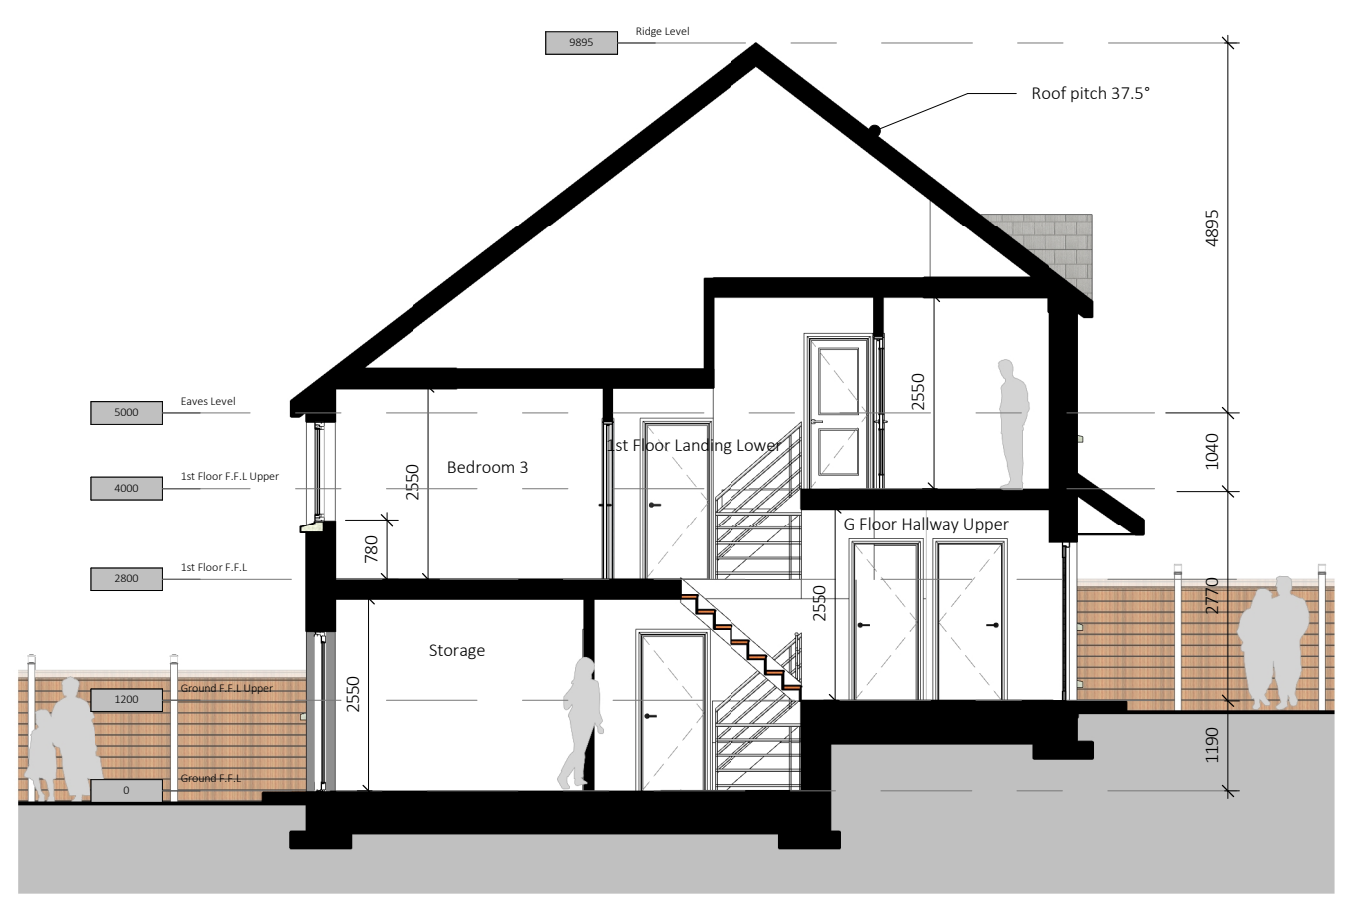 Ridge Level
9895
Roof pitch 37.5°
4895
Eaves Level
5000
2550
1st Floor Landing Lower
1040
Bedroom 3
1st Floor F.F.L Upper
4000
2550
G Floor Hallway Upper
780
1st Floor F.F.L
2800
2550
2770
Storage
Ground F.F.L Upper
1200
2550
1190
Ground F.F.L
0